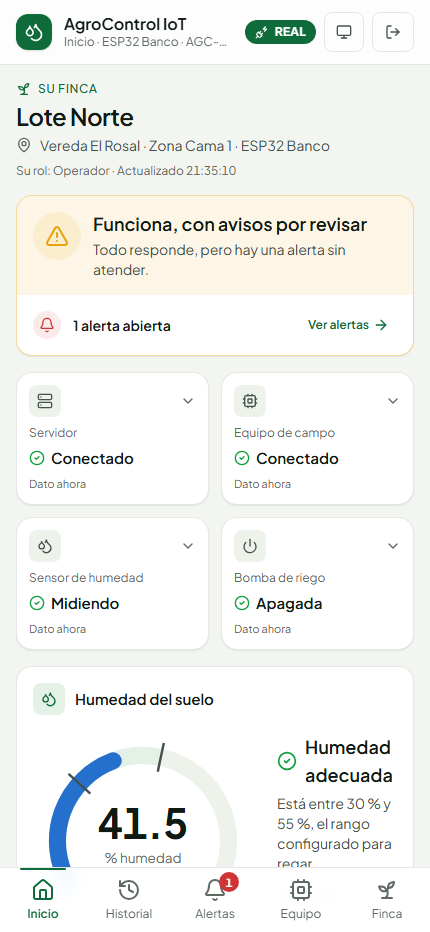 AgroControl IoT
Inicio · ESP32 Banco · AGC-...
REAL
SU FINCA
Lote Norte
Vereda El Rosal · Zona Cama 1 · ESP32 Banco
Su rol: Operador · Actualizado 21:35:10
Funciona, con avisos por revisar
Todo responde, pero hay una alerta sin
atender.
1 alerta abierta
Ver alertas
Servidor
Conectado
Dato ahora
Equipo de campo
Conectado
Dato ahora
Sensor de humedad
Midiendo
Dato ahora
Bomba de riego
Apagada
Dato ahora
Humedad del suelo
41.5
% humedad
Humedad
adecuada
Está entre 30 % y
55 %, el rango
configurado para
regar.
1
Inicio
Historial
Alertas
Equipo
Finca